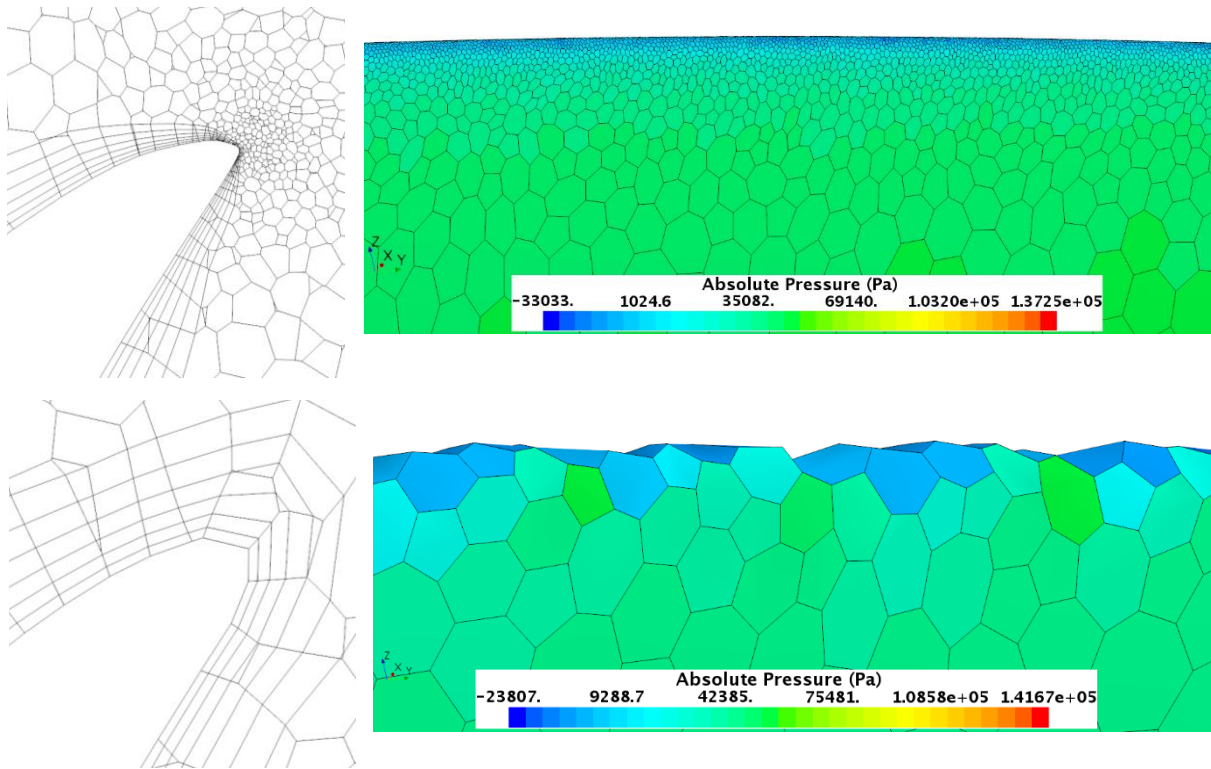 Z
X
Y
Absolute Pressure (Pa)
−33033. 1024.6 35082. 69140. 1.0320e+05 1.3725e+05
Z
X Y
Absolute Pressure (Pa)
−23807. 9288.7 42385. 75481. 1.0858e+05 1.4167e+05